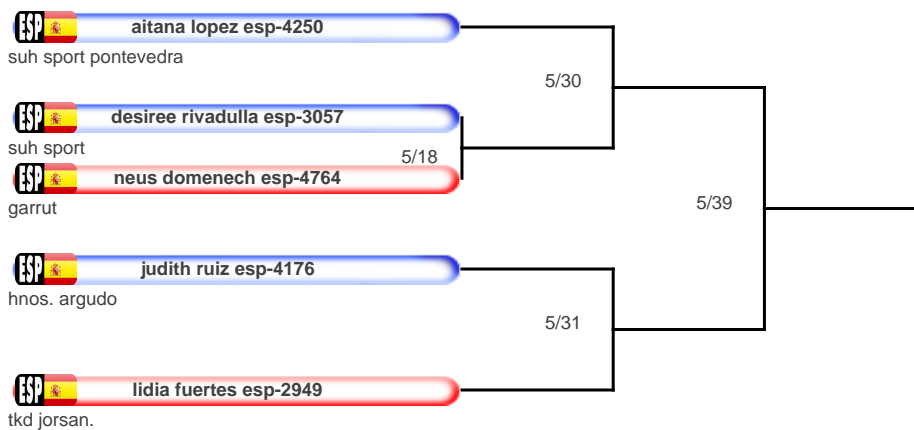 ESP aitana lopez esp-4250
suh sport pontevedra
5/30
ESP desiree rivadulla esp-3057
suh sport
5/18
ESP neus domenech esp-4764
garrut
5/39
ESP judith ruiz esp-4176
hnos. argudo
5/31
ESP lidia fuertes esp-2949
tkd jorsan.